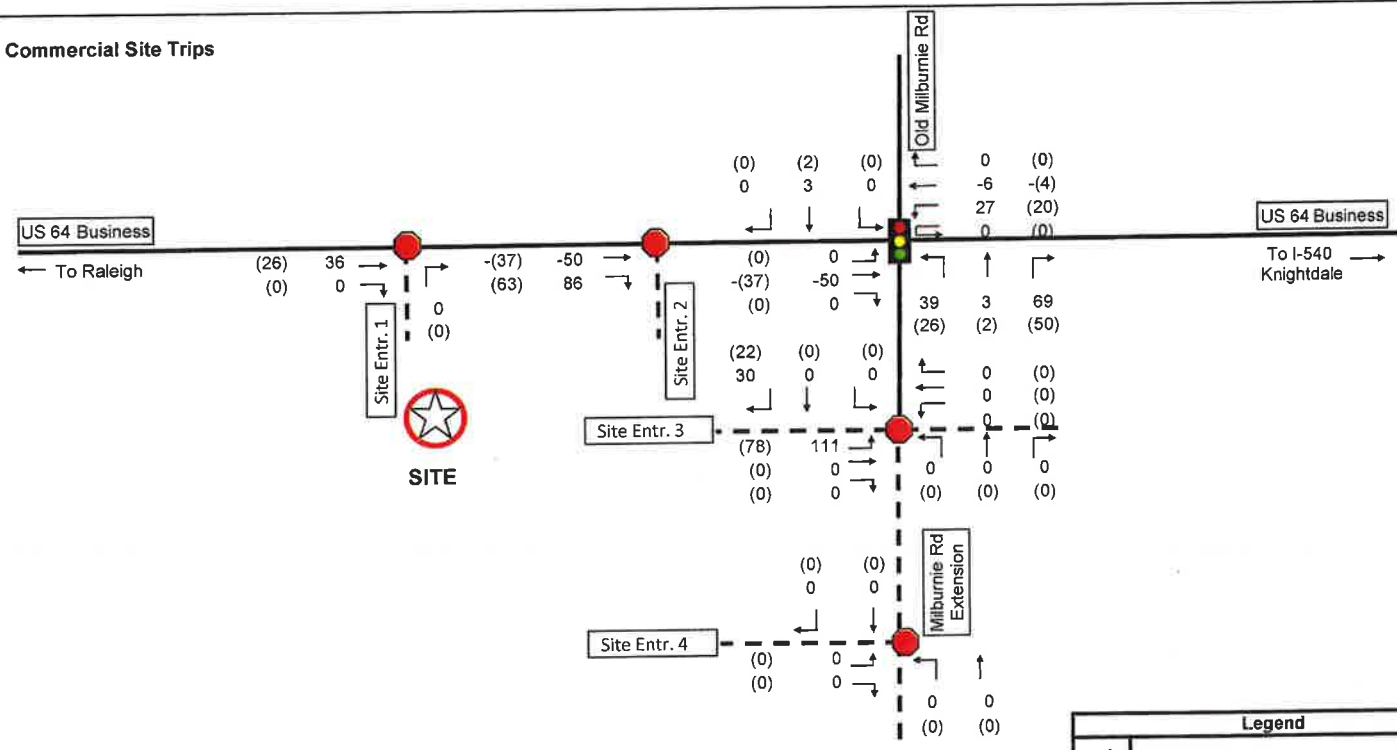 Commercial Site Trips
Old Milburnie Rd
(0) (2) (0)
0 3 0
0 (0)
-6 -(4)
27 (20)
0 (0)
US 64 Business
US 64 Business
To Raleigh
To I-540
Knightdale
(26) 36
(0) 0
0
(0)
-(37) -50
(63) 86
(0) 0
-(37) -50
(0) 0
39 3 69
(26) (2) (50)
Site Entr. 1
Site Entr. 2
SITE
(22) (0) (0)
30 0 0
0 (0)
0 (0)
0 (0)
Site Entr. 3
(78) 111
(0) 0
(0) 0
0 0 0
(0) (0) (0)
Milburnie Rd
Extension
(0) (0)
0 0
Site Entr. 4
(0) 0
(0) 0
0 0
(0) (0)
Legend